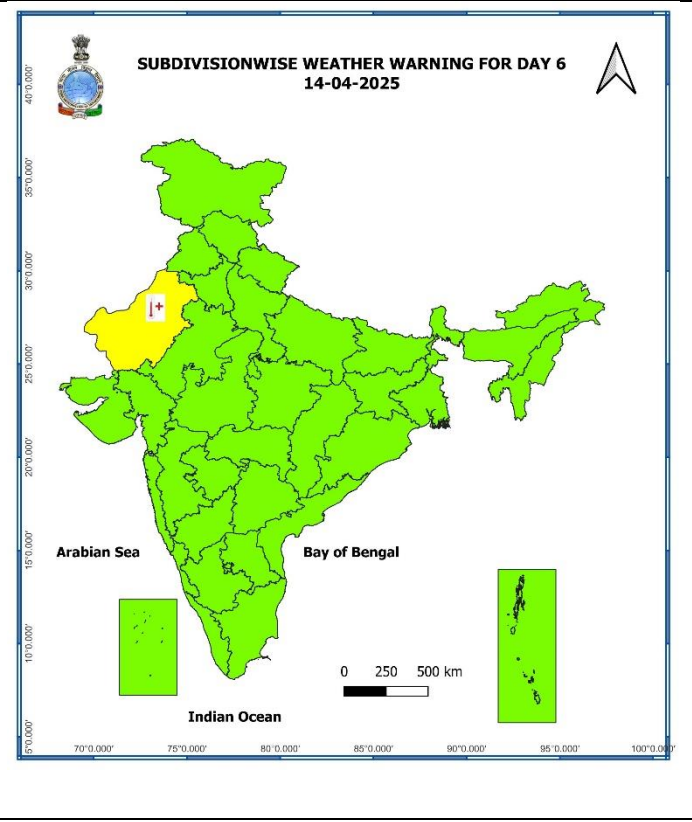 SUBDIVISIONWISE WEATHER WARNING FOR DAY 6
14-04-2025
40°0.000'
35°0.000'
30°0.000'
25°0.000'
20°0.000'
15°0.000'
10°0.000'
5°0.000'
Arabian Sea
Bay of Bengal
0 250 500 km
Indian Ocean
70°0.000' 75°0.000' 80°0.000' 85°0.000' 90°0.000' 95°0.000' 100°0.000'